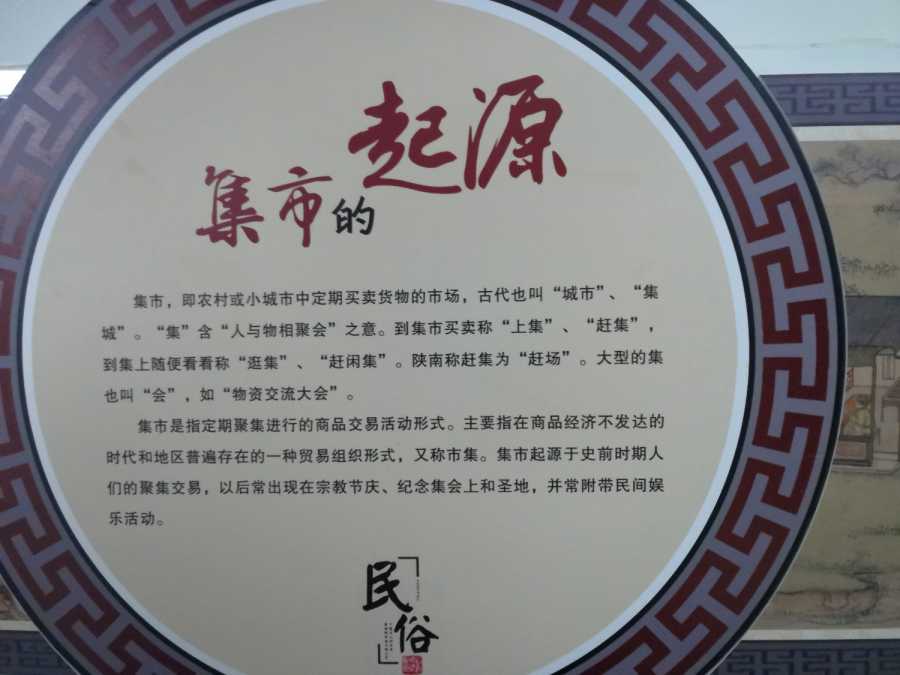 集市的起源
集市，即农村或小城市中定期买卖货物的市场，古代也叫“城市”、“集
城”。“集”含“人与物相聚会”之意。到集市买卖称“上集”、“赶集”，
到集上随便看看称“逛集”、“赶闲集”。陕南称赶集为“赶场”。大型的集
也叫“会”，如“物资交流大会”。
集市是指定期聚集进行的商品交易活动形式。主要指在商品经济不发达的
时代和地区普遍存在的一种贸易组织形式，又称市集。集市起源于史前时期人
们的聚集交易，以后常出现在宗教节庆、纪念集会上和圣地，并常附带民间娱
乐活动。
民俗